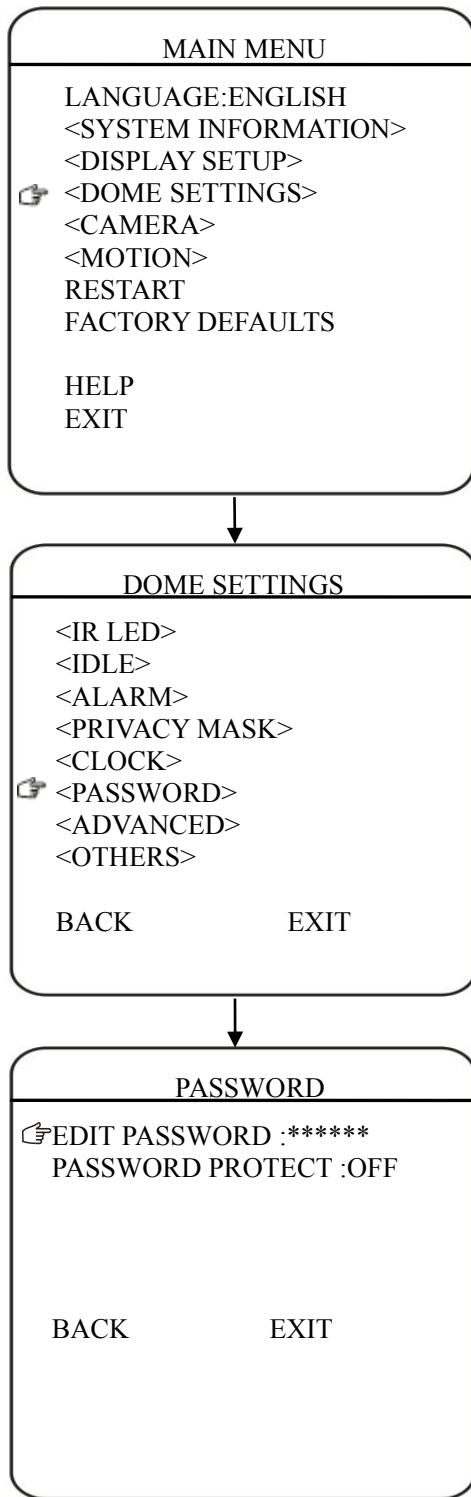 MAIN MENU
LANGUAGE:ENGLISH
<SYSTEM INFORMATION>
<DISPLAY SETUP>
<DOME SETTINGS>
<CAMERA>
<MOTION>
RESTART
FACTORY DEFAULTS
HELP
EXIT
DOME SETTINGS
<IR LED>
<IDLE>
<ALARM>
<PRIVACY MASK>
<CLOCK>
<PASSWORD>
<ADVANCED>
<OTHERS>
BACK EXIT
PASSWORD
EDIT PASSWORD :******
PASSWORD PROTECT :OFF
BACK EXIT